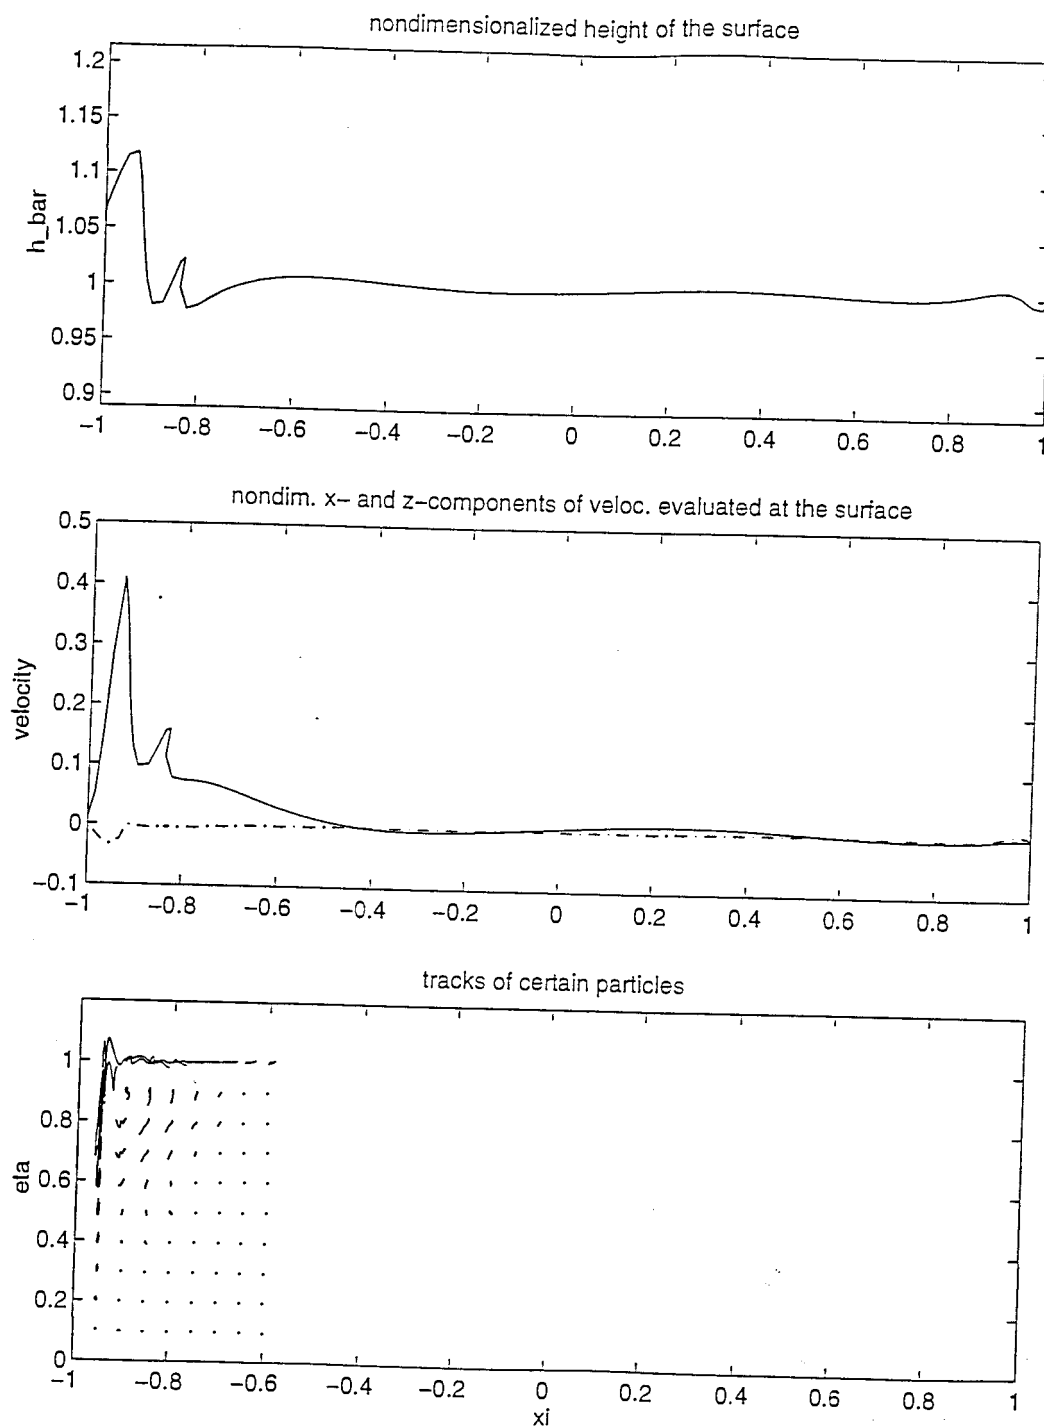 nondimensionalized height of the surface
1.2
1.15
1.1
1.05
1
0.95
0.9
h_bar
−1 −0.8 −0.6 −0.4 −0.2 0 0.2 0.4 0.6 0.8 1
nondim. x− and z−components of veloc. evaluated at the surface
0.5
0.4
0.3
0.2
0.1
0
−0.1
velocity
−1 −0.8 −0.6 −0.4 −0.2 0 0.2 0.4 0.6 0.8 1
tracks of certain particles
1
0.8
0.6
0.4
0.2
0
eta
−1 −0.8 −0.6 −0.4 −0.2 0 0.2 0.4 0.6 0.8 1
xi